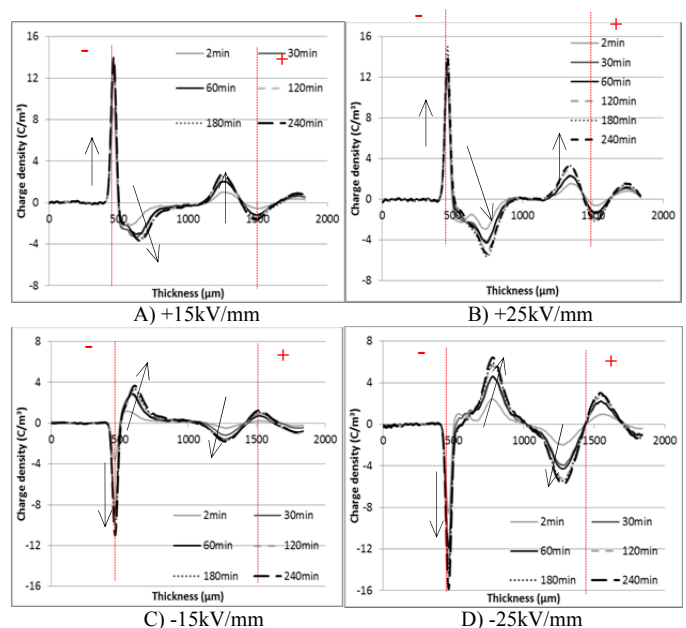 - +
Charge density (C/m³)
16
12
8
4
0
-4
-8
0 500 1000 1500 2000
2min 30min
60min 120min
180min 240min
Thickness (µm)
A) +15kV/mm
- +
Charge density (C/m³)
16
12
8
4
0
-4
-8
0 500 1000 1500 2000
2min
30min
60min
120min
180min
240min
Thickness (µm)
B) +25kV/mm
- +
Charge density (C/m³)
8
4
0
-4
-8
-12
-16
0 500 1000 1500 2000
2min 30min
60min 120min
180min 240min
Thickness (µm)
C) -15kV/mm
- +
Charge density (C/m³)
8
4
0
-4
-8
-12
-16
0 500 1000 1500 2000
2min 30min
60min 120min
180min 240min
Thickness (µm)
D) -25kV/mm